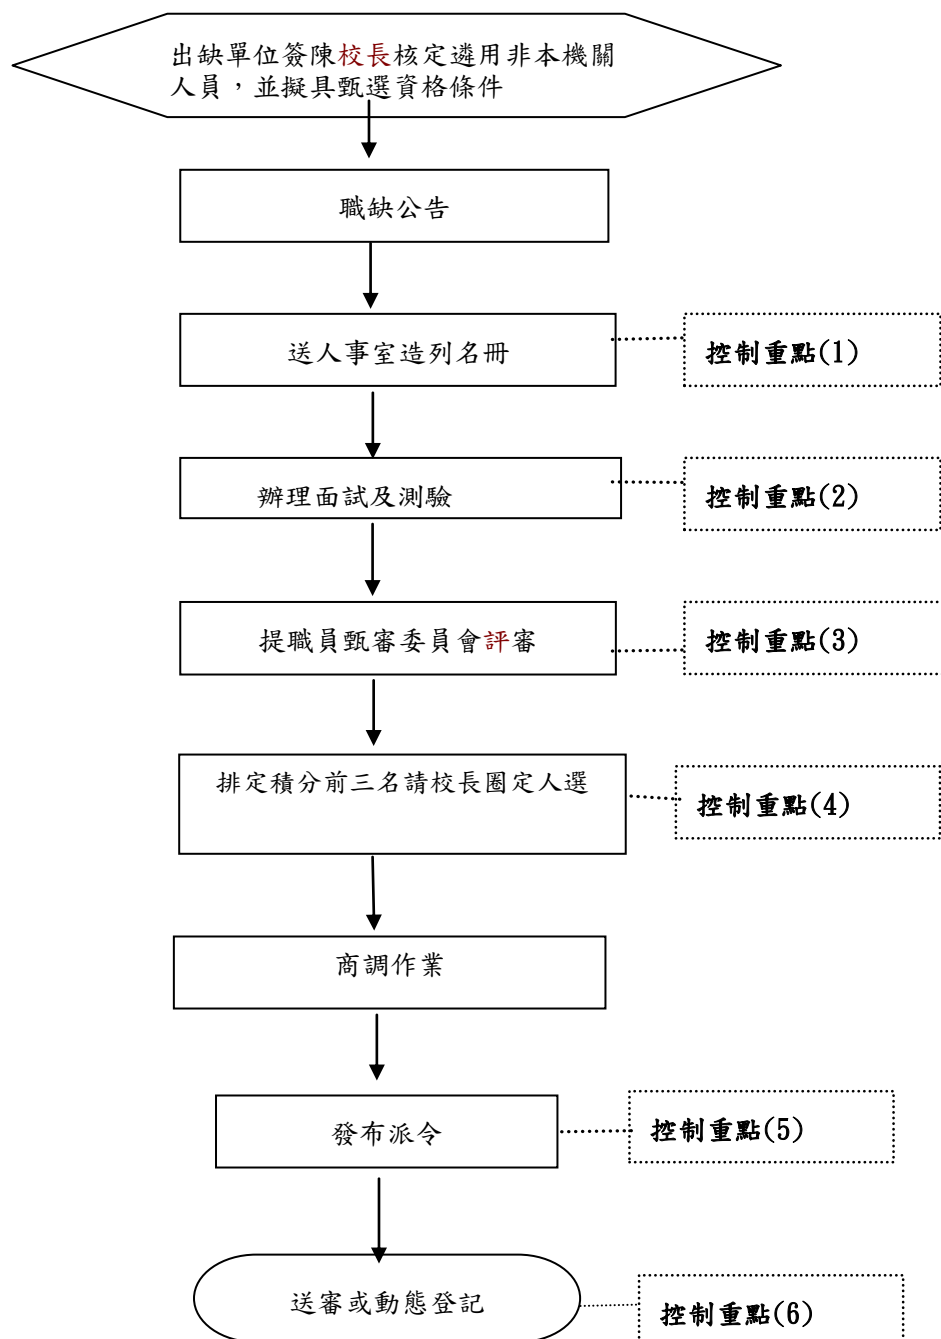 出缺單位簽陳校長核定遴用非本機關
人員，並擬具甄選資格條件
職缺公告
送人事室造列名冊
控制重點(1)
辦理面試及測驗
控制重點(2)
提職員甄審委員會評審
控制重點(3)
排定積分前三名請校長圈定人選
控制重點(4)
商調作業
發布派令
控制重點(5)
送審或動態登記
控制重點(6)